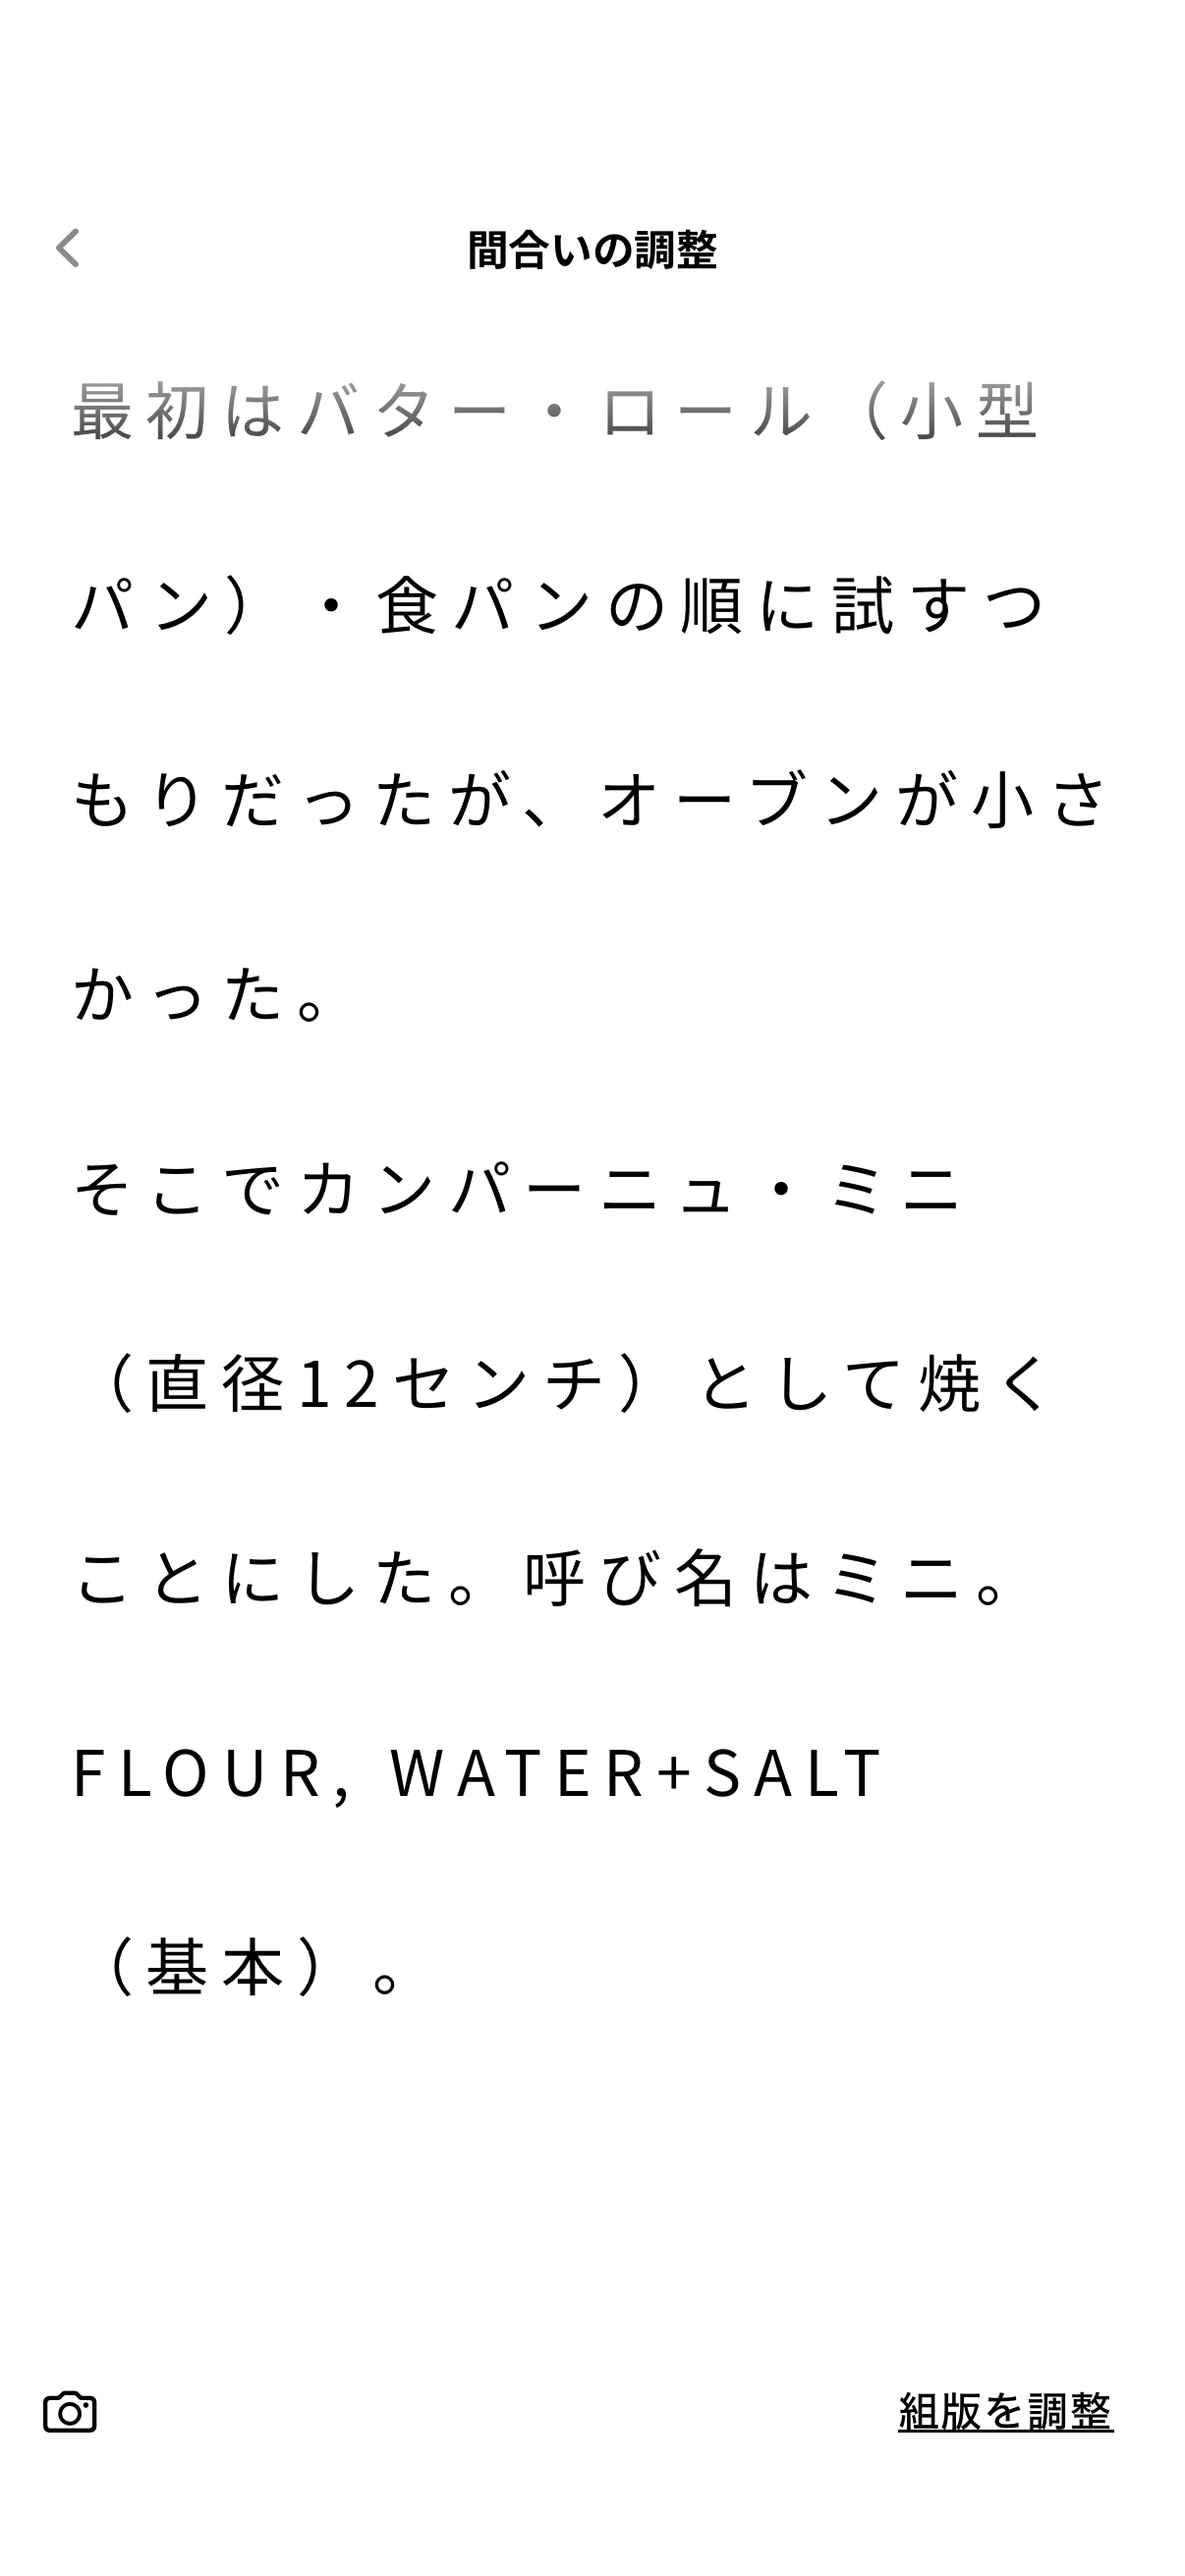 間合いの調整
最初はバター・ロール（小型
パン）・食パンの順に試すつ
もりだったが、オーブンが小さ
かった。
そこでカンパーニュ・ミニ
（直径12センチ）として焼く
ことにした。呼び名はミニ。
FLOUR, WATER+SALT
（基本）。
組版を調整